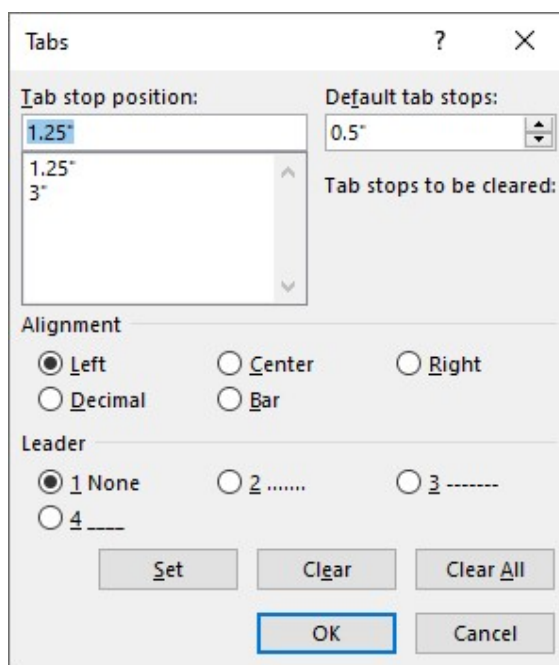 Tabs ? ×
Tab stop position: Default tab stops:
1.25" 0.5"
1.25"
3"
Tab stops to be cleared:
Alignment
Left Center Right
Decimal Bar
Leader
1 None 2 ....... 3 -------
4 ____
Set Clear Clear All
OK Cancel